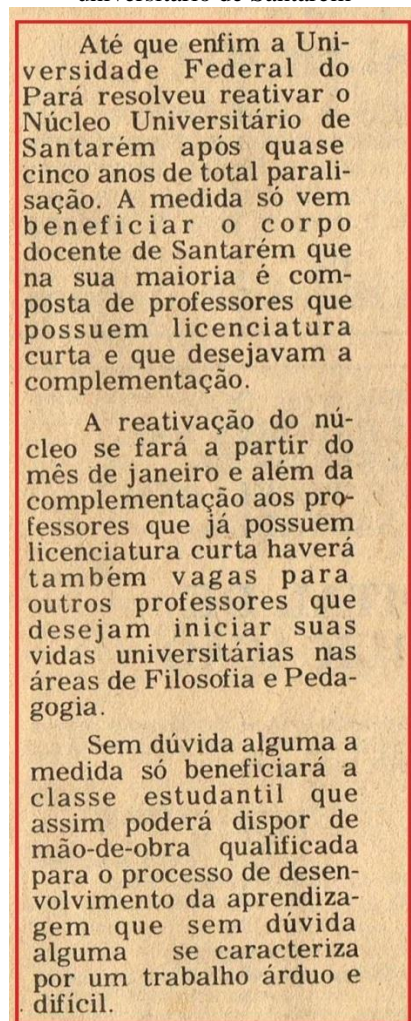 universitário de Santarém
Até que enfim a Uni-
versidade Federal do
Pará resolveu reativar o
Núcleo Universitário de
Santarém após quase
cinco anos de total parali-
sação. A medida só vem
beneficiar o corpo
docente de Santarém que
na sua maioria é com-
posta de professores que
possuem licenciatura
curta e que desejavam a
complementação.
A reativação do nú-
cleo se fará a partir do
mês de janeiro e além da
complementação aos pro-
fessores que já possuem
licenciatura curta haverá
também vagas para
outros professores que
desejam iniciar suas
vidas universitárias nas
áreas de Filosofia e Peda-
gogia.
Sem dúvida alguma a
medida só beneficiará a
classe estudantil que
assim poderá dispor de
mão-de-obra qualificada
para o processo de desen-
volvimento da aprendiza-
gem que sem dúvida
alguma se caracteriza
por um trabalho árduo e
difícil.